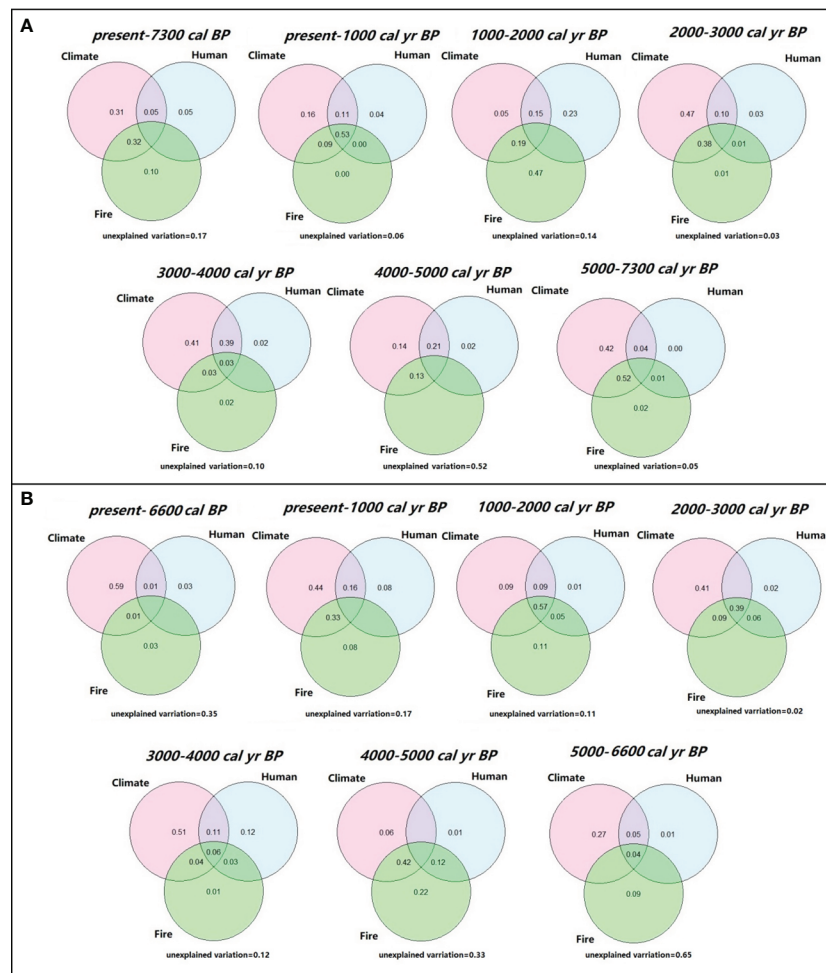 A
present-7300 cal BP
present-1000 cal yr BP
1000-2000 cal yr BP
2000-3000 cal yr BP
Climate
Human
0.31
0.05
0.05
0.32
0.10
Fire
unexplained variation=0.17
Climate
Human
0.16
0.11
0.04
0.53
0.09
0.00
0.00
Fire
unexplained variation=0.06
Climate
Human
0.05
0.15
0.23
0.19
0.47
Fire
unexplained variation=0.14
Climate
Human
0.47
0.10
0.03
0.38
0.01
0.01
Fire
unexplained variation=0.03
3000-4000 cal yr BP
4000-5000 cal yr BP
5000-7300 cal yr BP
Climate
Human
0.41
0.39
0.02
0.03
0.03
0.02
Fire
unexplained variation=0.10
Climate
Human
0.14
0.21
0.02
0.13
Fire
unexplained variation=0.52
Climate
Human
0.42
0.04
0.00
0.52
0.01
0.02
Fire
unexplained variation=0.05
B
present- 6600 cal BP
preseent-1000 cal yr BP
1000-2000 cal yr BP
2000-3000 cal yr BP
Climate
Human
0.59
0.01
0.03
0.01
0.03
Fire
unexplained varriation=0.35
Climate
Human
0.44
0.16
0.08
0.33
0.08
Fire
unexplained varriation=0.17
Climate
Human
0.09
0.09
0.01
0.57
0.05
0.11
Fire
unexplained varriation=0.11
Climate
Huma
0.41
0.02
0.39
0.09
0.06
Fire
unexplained varriation=0.02
3000-4000 cal yr BP
4000-5000 cal yr BP
5000-6600 cal yr BP
Climate
Human
0.51
0.11
0.12
0.06
0.04
0.03
0.01
Fire
unexplained varriation=0.12
Climate
Human
0.06
0.01
0.42
0.12
0.22
Fire
unexplained varriation=0.33
Climate
Human
0.27
0.05
0.01
0.04
0.09
Fire
unexplained varriation=0.65